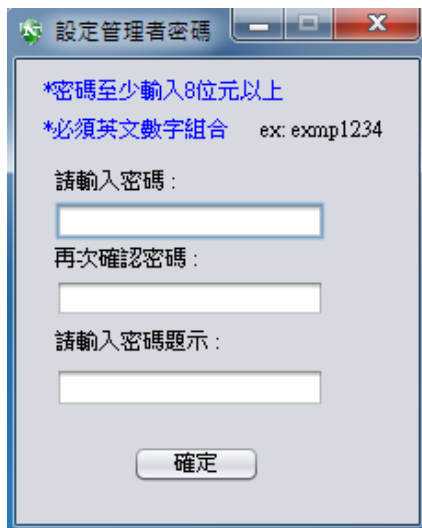 設定管理者密碼
*密碼至少輸入8位元以上
*必須英文數字組合 ex: exmp1234
請輸入密碼 :
再次確認密碼 :
請輸入密碼題示 :
確定